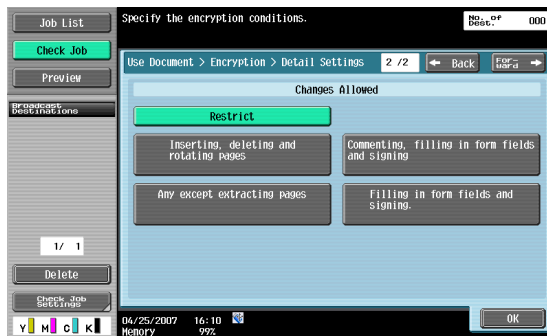 Job List
Specify the encryption conditions.
No. of
Dest.
000
Check Job
Preview
Use Document > Encryption > Detail Settings
2 /2
← Back
For-
ward →
Changes Allowed
Broadcast
Destinations
Restrict
Inserting, deleting and
rotating pages
Commenting, filling in form fields
and signing
Any except extracting pages
Filling in form fields and
signing.
1/ 1
Delete
Check Job
Settings
Y M C K
04/25/2007 16:10
Memory 99%
OK